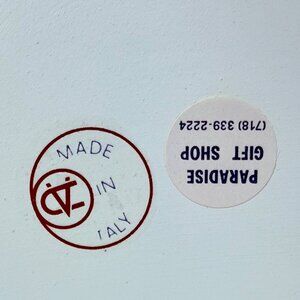 MADE
IN
ITALY
PARADISE
GIFT SHOP
(718) 339-2224